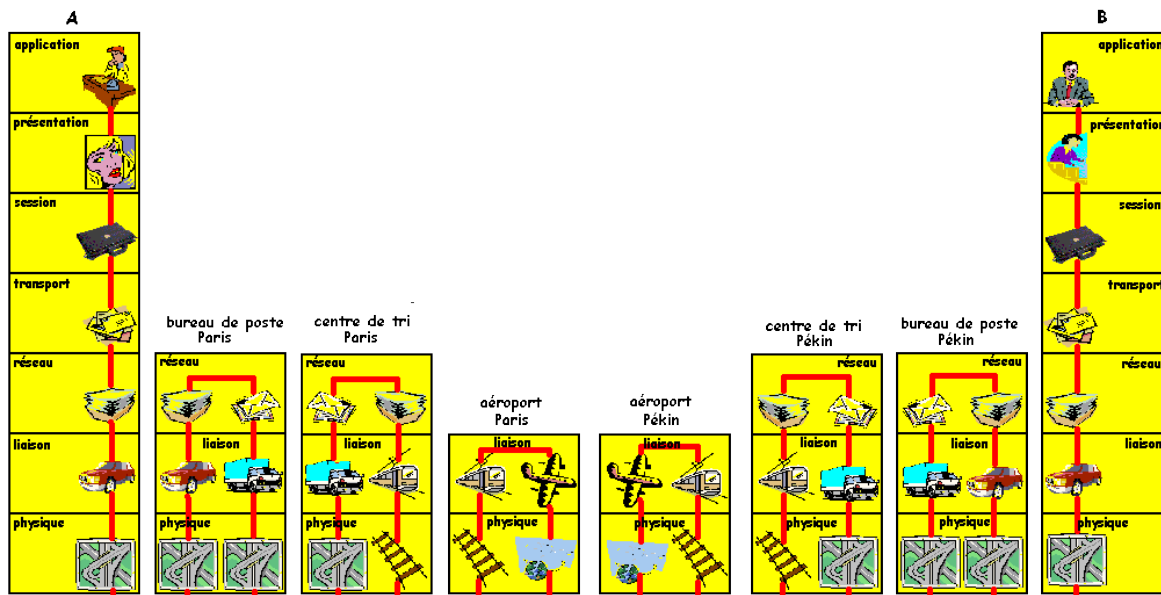 A
application
présentation
session
transport
réseau
liaison
physique
bureau de poste
Paris
réseau
liaison
physique
centre de tri
Paris
réseau
liaison
physique
aéroport
Paris
liaison
physique
aéroport
Pékin
liaison
physique
centre de tri
Pékin
réseau
liaison
physique
bureau de poste
Pékin
réseau
liaison
physique
B
application
présentation
session
transport
réseau
liaison
physique